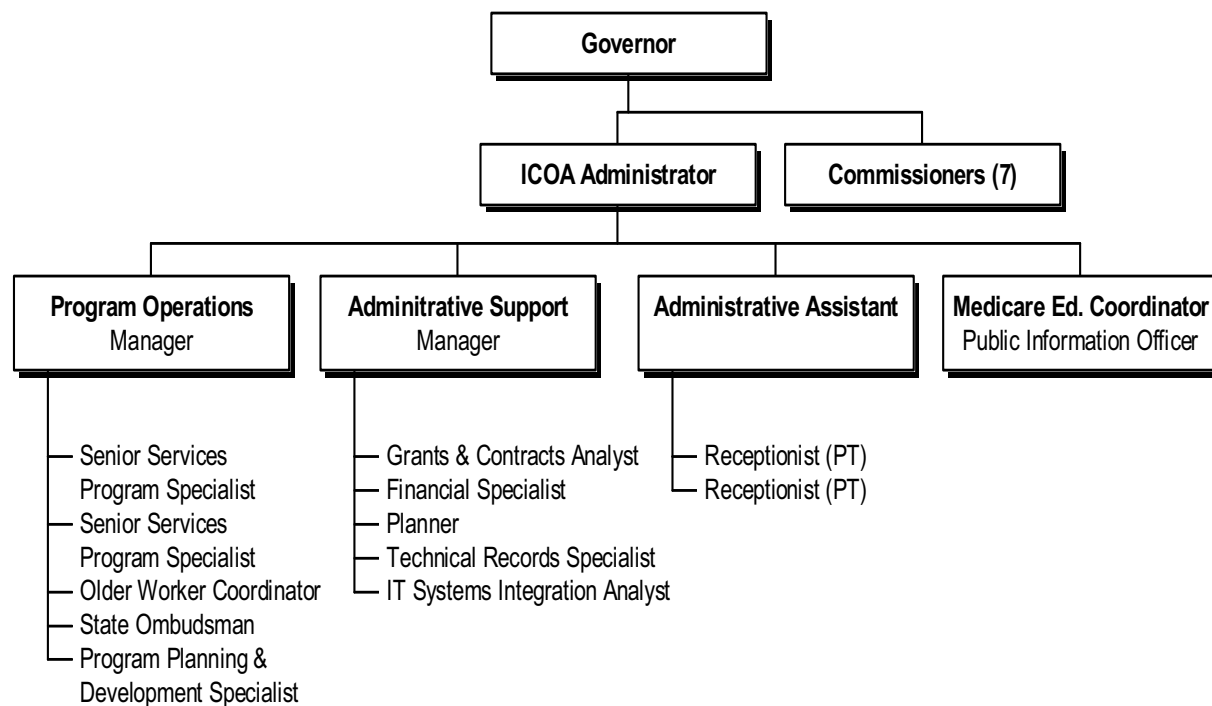 Governor
ICOA Administrator
Commissioners (7)
Program Operations
Manager
Adminitrative Support
Manager
Administrative Assistant
Medicare Ed. Coordinator
Public Information Officer
Senior Services
Program Specialist
Senior Services
Program Specialist
Older Worker Coordinator
State Ombudsman
Program Planning &
Development Specialist
Grants & Contracts Analyst
Financial Specialist
Planner
Technical Records Specialist
IT Systems Integration Analyst
Receptionist (PT)
Receptionist (PT)